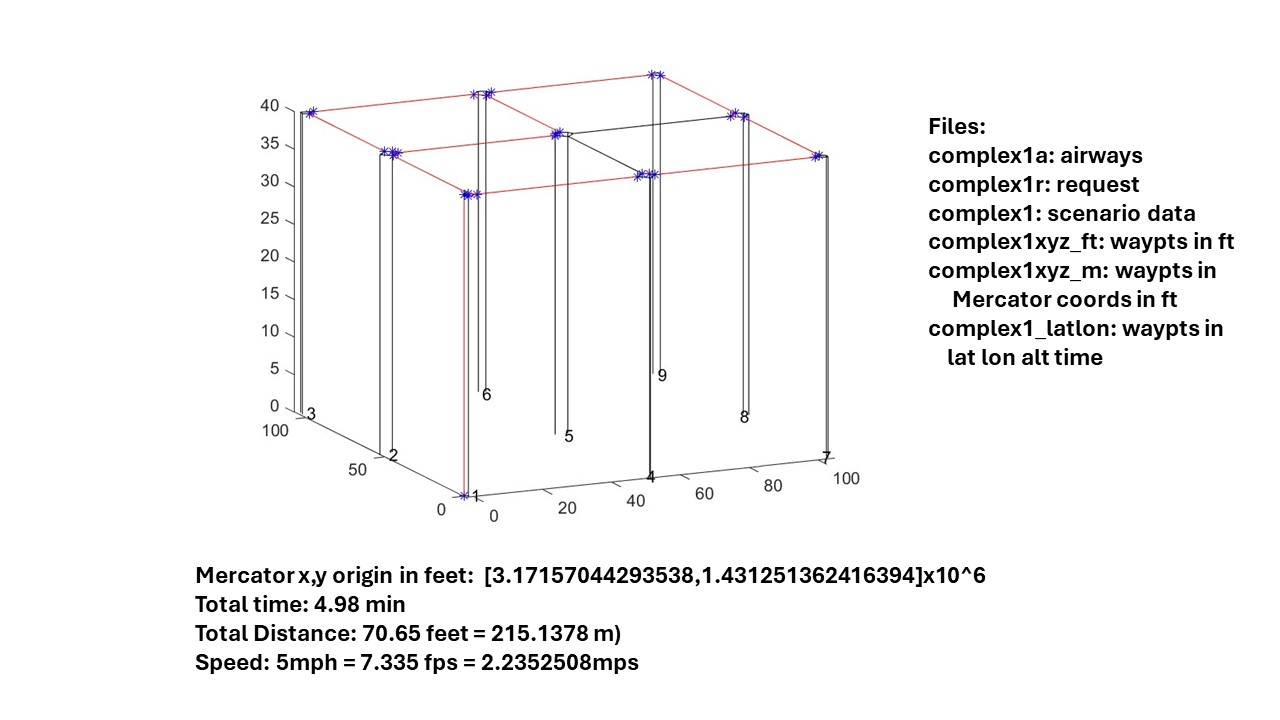 40
35
30
25
20
15
10
5
0
100
50
0
0
20
40
60
80
100
3
2
1
6
5
4
9
8
7
Files:
complex1a: airways
complex1r: request
complex1: scenario data
complex1xyz_ft: waypts in ft
complex1xyz_m: waypts in
Mercator coords in ft
complex1_latlon: waypts in
lat lon alt time
Mercator x,y origin in feet: [3.17157044293538,1.431251362416394]x10^6
Total time: 4.98 min
Total Distance: 70.65 feet = 215.1378 m)
Speed: 5mph = 7.335 fps = 2.2352508mps